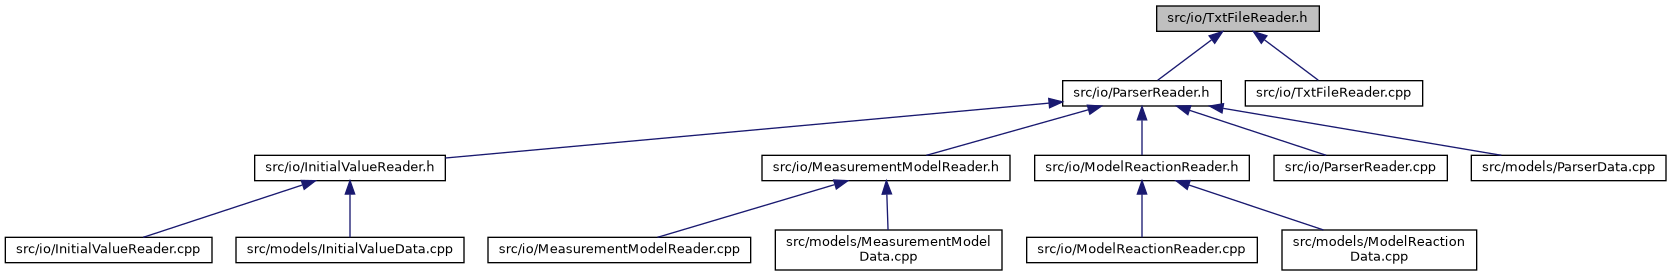 src/io/TxtFileReader.h
src/io/ParserReader.h
src/io/TxtFileReader.cpp
src/io/InitialValueReader.h
src/io/MeasurementModelReader.h
src/io/ModelReactionReader.h
src/io/ParserReader.cpp
src/models/ParserData.cpp
src/io/InitialValueReader.cpp
src/models/InitialValueData.cpp
src/io/MeasurementModelReader.cpp
src/models/MeasurementModel
Data.cpp
src/io/ModelReactionReader.cpp
src/models/ModelReaction
Data.cpp